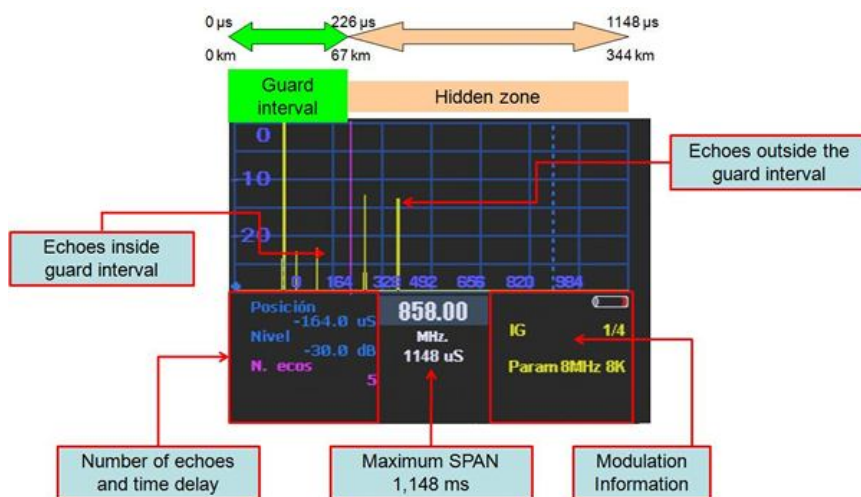 0 µs 226 µs 1148 µs
0 km 67 km 344 km
Guard
interval
Hidden zone
0
10
20
0 164 328 492 656 820 984
Echoes outside the
guard interval
Echoes inside
guard interval
Posición
-164.0 uS
Nivel
-30.0 dB
N. ecos
5
858.00
MHz.
1148 uS
IG 1/4
Param 8MHz 8K
Number of echoes
and time delay
Maximum SPAN
1,148 ms
Modulation
Information